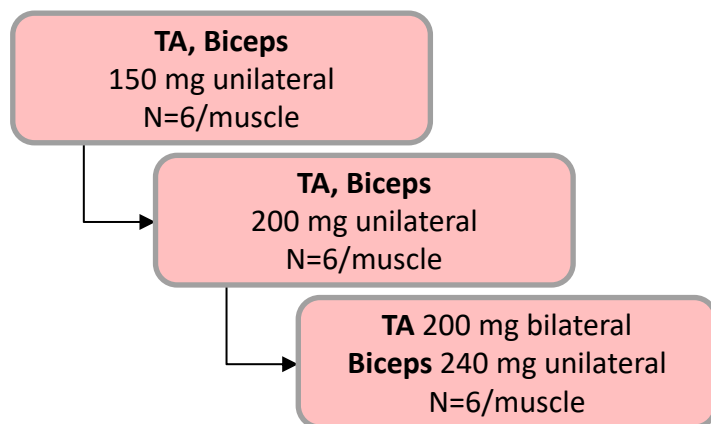 TA, Biceps
150 mg unilateral
N=6/muscle
TA, Biceps
200 mg unilateral
N=6/muscle
TA 200 mg bilateral
Biceps 240 mg unilateral
N=6/muscle